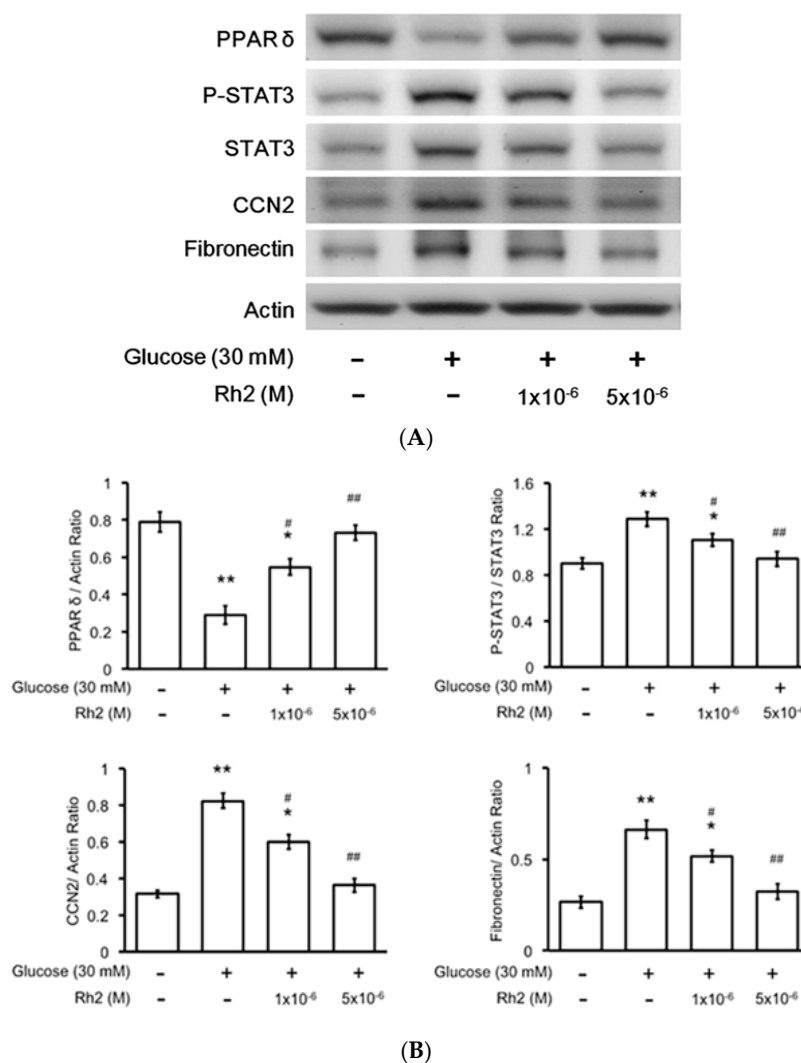 PPAR δ
P-STAT3
STAT3
CCN2
Fibronectin
Actin
Glucose (30 mM) - + + +
Rh2 (M) - - 1x10⁻⁶ 5x10⁻⁶
(A)
PPAR δ / Actin Ratio
1
0.8
0.6
0.4
0.2
0
**
#
*
##
Glucose (30 mM) - + + +
Rh2 (M) - - 1x10⁻⁶ 5x10⁻⁶
P-STAT3 / STAT3 Ratio
1.6
1.2
0.8
0.4
0
**
#
*
##
Glucose (30 mM) - + + +
Rh2 (M) - - 1x10⁻⁶ 5x10⁻⁶
CCN2/ Actin Ratio
1
0.8
0.6
0.4
0.2
0
**
#
*
##
Glucose (30 mM) - + + +
Rh2 (M) - - 1x10⁻⁶ 5x10⁻⁶
Fibronectin/ Actin Ratio
1
0.5
0
**
#
*
##
Glucose (30 mM) - + + +
Rh2 (M) - - 1x10⁻⁶ 5x10⁻⁶
(B)